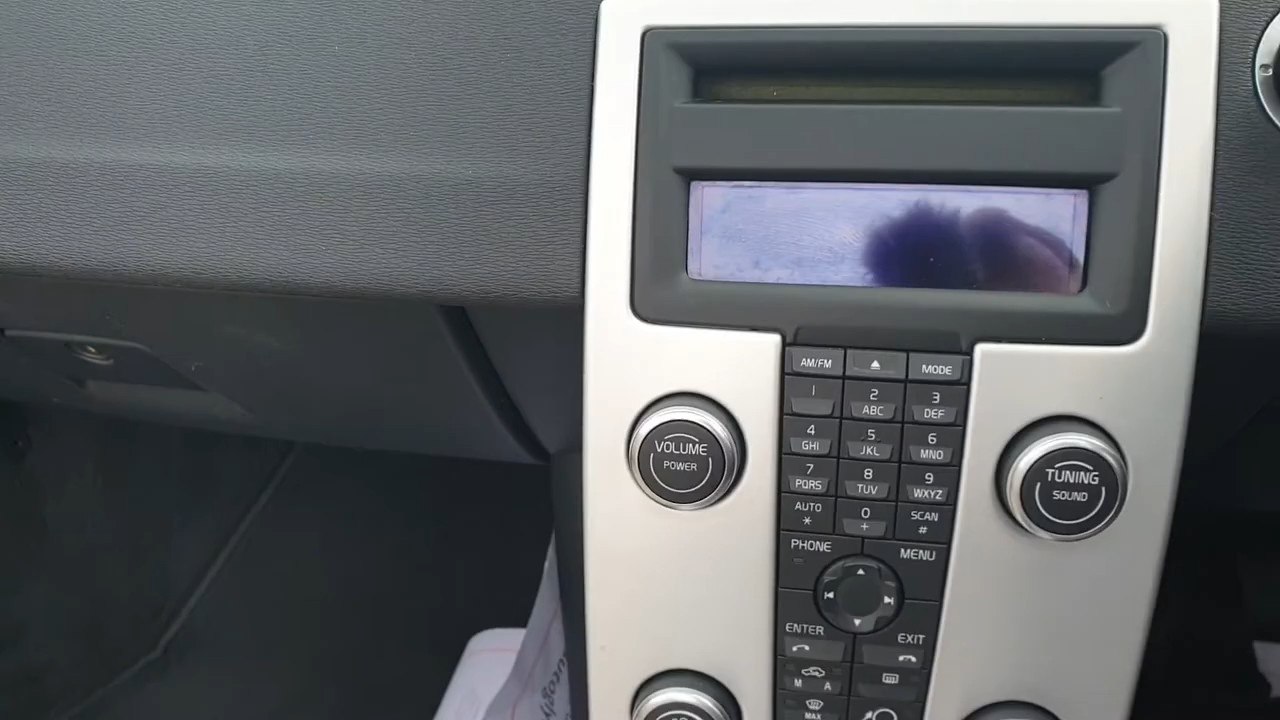 AM/FM
MODE
1
2
ABC
3
DEF
4
GHI
5
JKL
6
MNO
7
PQRS
8
TUV
9
WXYZ
AUTO
*
0
+
SCAN
#
VOLUME
POWER
TUNING
SOUND
PHONE
MENU
ENTER
EXIT
M A
MAX